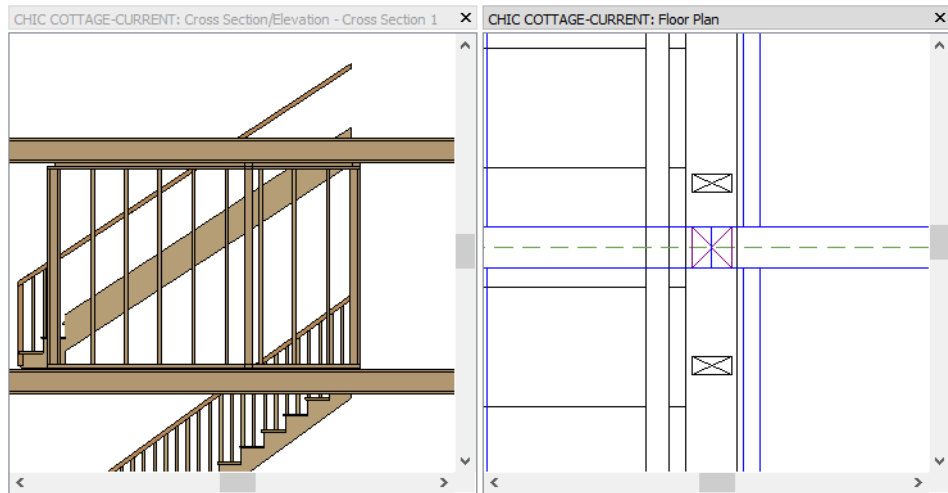 CHIC COTTAGE-CURRENT: Cross Section/Elevation - Cross Section 1
CHIC COTTAGE-CURRENT: Floor Plan